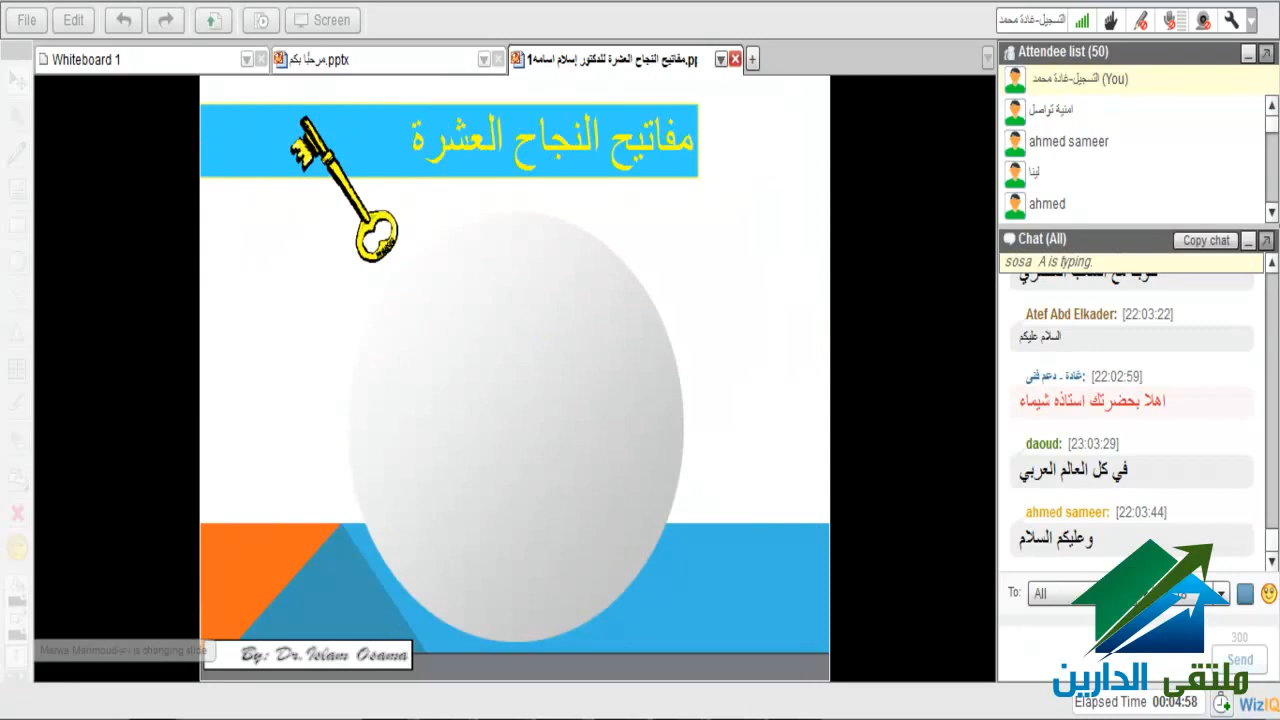 File Edit Screen
التسجيل-غادة محمد
Whiteboard 1
مرحبًا بكم.pptx
مفاتيح النجاح العشرة للدكتور إسلام اسامه1.pp
مفاتيح النجاح العشرة
By: Dr.Islam Osama
is changing slide
Attendee list (50)
التسجيل-غادة محمد (You)
امنية تواصل
ahmed sameer
لينا
ahmed
Chat (All)
Copy chat
sosa A is typing.
Atef Abd Elkader: [22:03:22]
السلام عليكم
غادة - دعم فنى: [22:02:59]
اهلا بحضرتك استاذه شيماء
daoud: [23:03:29]
في كل العالم العربي
ahmed sameer: [22:03:44]
وعليكم السلام
To: All
300
Send
ملتقى الدارين
Elapsed Time 00:04:58
WizIQ